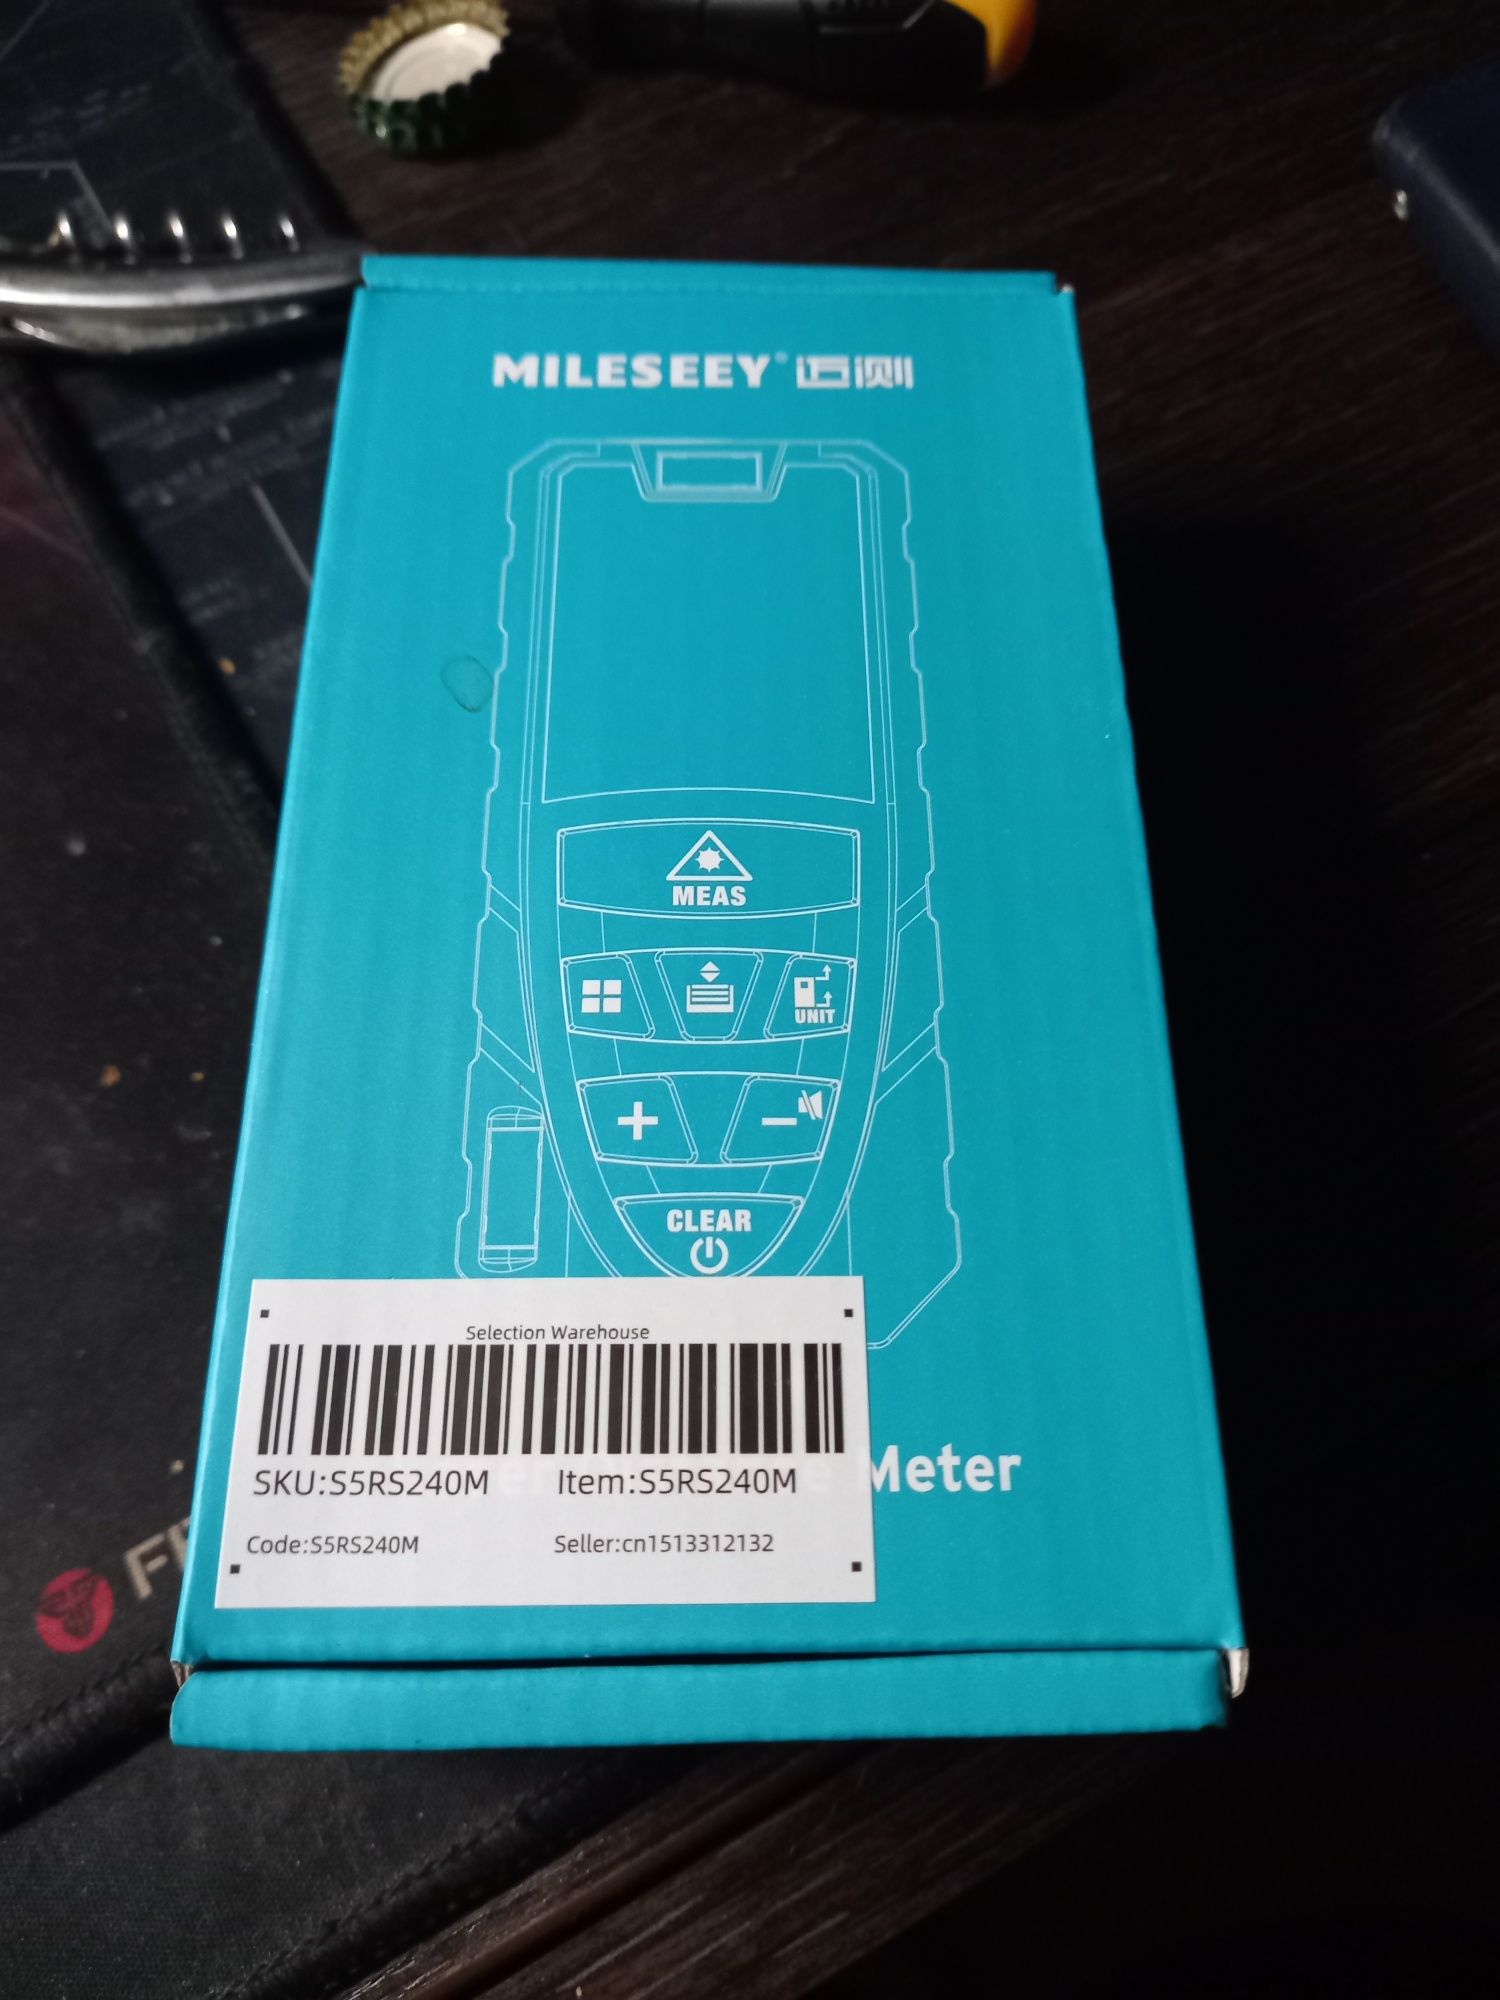 MILESEEY® 迈测
MEAS
UNIT
CLEAR
Selection Warehouse
SKU:S5RS240M Item:S5RS240M
Meter
Code:S5RS240M Seller:cn1513312132